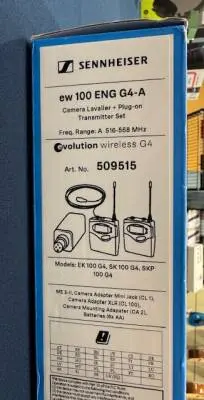 SENNHEISER
ew 100 ENG G4-A
Camera Lavalier + Plug-on
Transmitter Set
Freq. Range: A 516-558 MHz
evolution wireless G4
Art. No. 509515
Models: EK 100 G4, SK 100 G4, SKP
100 G4
ME 2-II, Camera Adapter Mini Jack (CL 1),
Camera Adapter XLR (CL 100),
Camera Mounting Adapater (CA 2),
Batteries (6x AA)